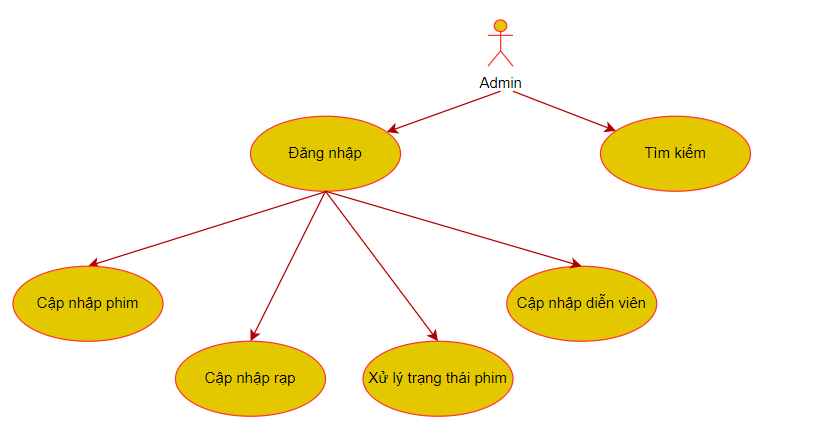 Admin
Đăng nhập
Tìm kiếm
Cập nhập phim
Cập nhập diễn viên
Cập nhập rạp
Xử lý trạng thái phim